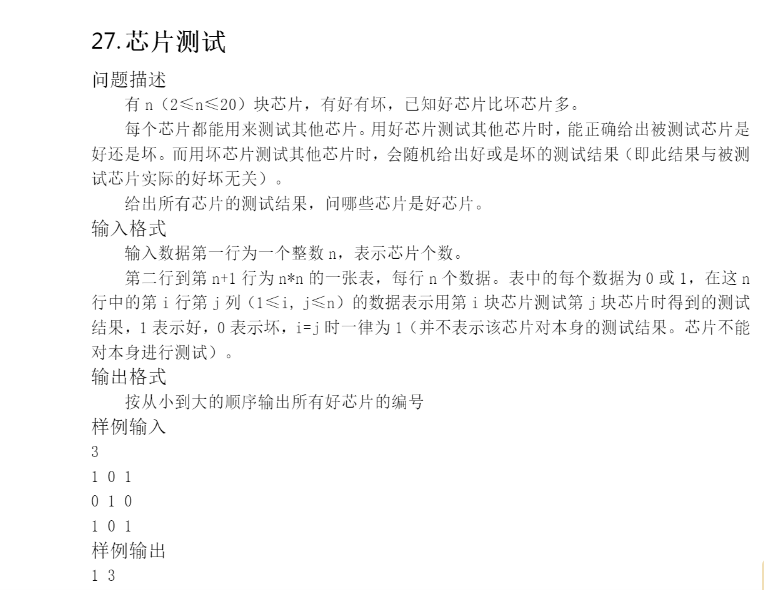 27.芯片测试
问题描述
有 n（2≤n≤20）块芯片，有好有坏，已知好芯片比坏芯片多。
每个芯片都能用来测试其他芯片。用好芯片测试其他芯片时，能正确给出被测试芯片是
好还是坏。而用坏芯片测试其他芯片时，会随机给出好或是坏的测试结果（即此结果与被测
试芯片实际的好坏无关）。
给出所有芯片的测试结果，问哪些芯片是好芯片。
输入格式
输入数据第一行为一个整数 n，表示芯片个数。
第二行到第 n+1 行为 n*n 的一张表，每行 n 个数据。表中的每个数据为 0 或 1，在这 n
行中的第 i 行第 j 列（1≤i, j≤n）的数据表示用第 i 块芯片测试第 j 块芯片时得到的测试
结果，1 表示好，0 表示坏，i=j 时一律为 1（并不表示该芯片对本身的测试结果。芯片不能
对本身进行测试）。
输出格式
按从小到大的顺序输出所有好芯片的编号
样例输入
3
1 0 1
0 1 0
1 0 1
样例输出
1 3